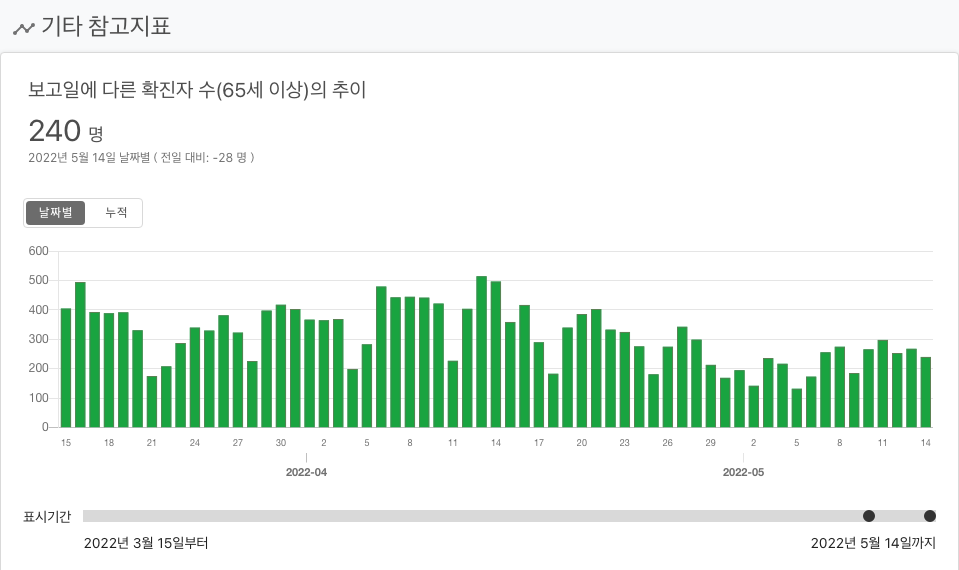 기타 참고지표
보고일에 다른 확진자 수(65세 이상)의 추이
240 명
2022년 5월 14일 날짜별 ( 전일 대비: -28 명 )
날짜별 누적
600
500
400
300
200
100
0
15 18 21 24 27 30 2 5 8 11 14 17 20 23 26 29 2 5 8 11 14
2022-04 2022-05
표시기간
2022년 3월 15일부터 2022년 5월 14일까지